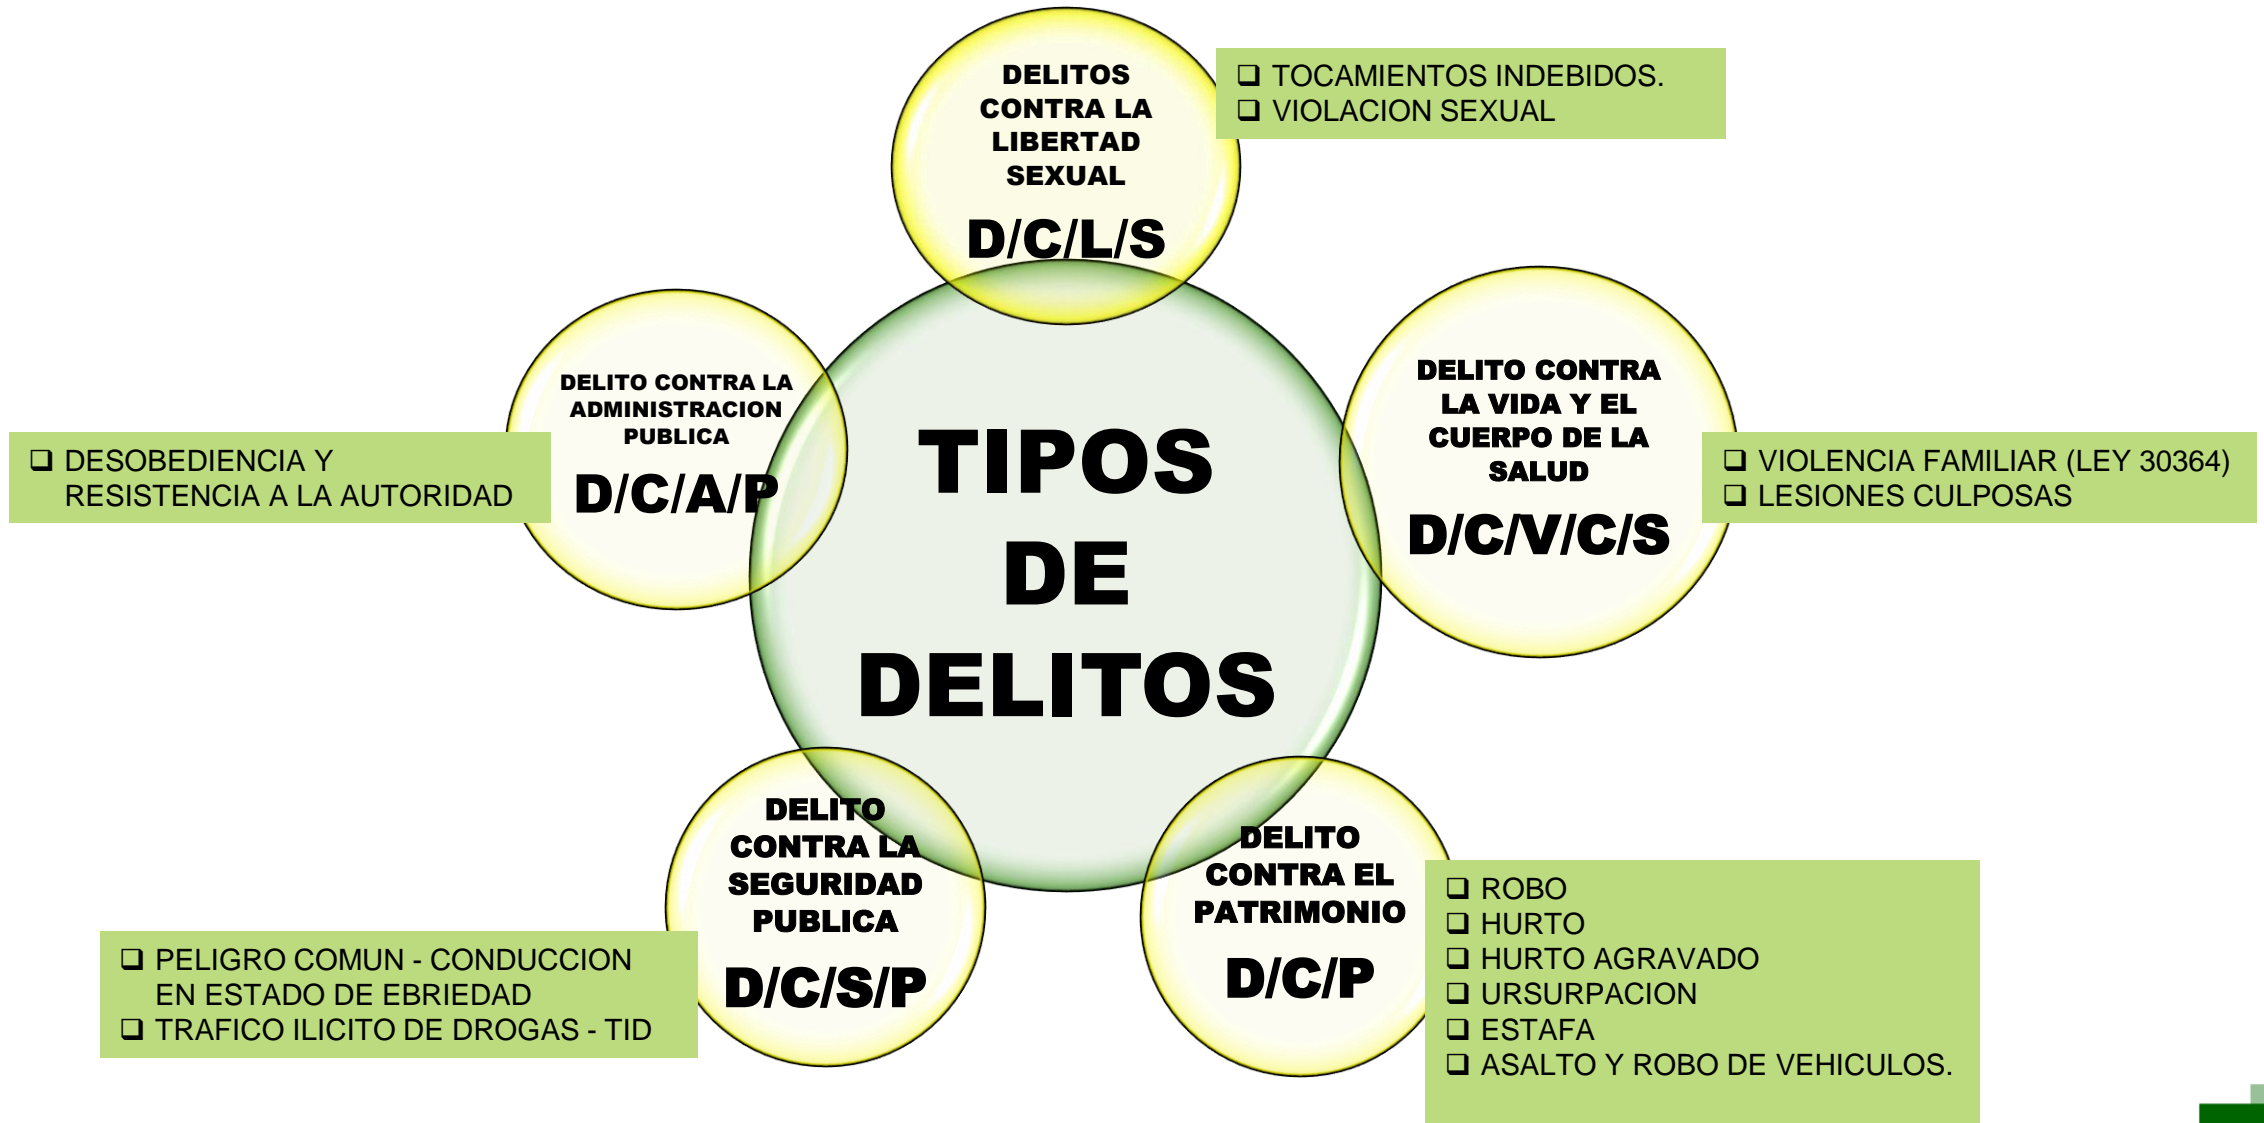 DELITOS
CONTRA LA
LIBERTAD
SEXUAL
D/C/L/S
❑ TOCAMIENTOS INDEBIDOS.
❑ VIOLACION SEXUAL
DELITO CONTRA LA
ADMINISTRACION
PUBLICA
D/C/A/P
❑ DESOBEDIENCIA Y
RESISTENCIA A LA AUTORIDAD
TIPOS
DE
DELITOS
DELITO CONTRA
LA VIDA Y EL
CUERPO DE LA
SALUD
D/C/V/C/S
❑ VIOLENCIA FAMILIAR (LEY 30364)
❑ LESIONES CULPOSAS
DELITO
CONTRA LA
SEGURIDAD
PUBLICA
D/C/S/P
❑ PELIGRO COMUN - CONDUCCION
EN ESTADO DE EBRIEDAD
❑ TRAFICO ILICITO DE DROGAS - TID
DELITO
CONTRA EL
PATRIMONIO
D/C/P
❑ ROBO
❑ HURTO
❑ HURTO AGRAVADO
❑ URSURPACION
❑ ESTAFA
❑ ASALTO Y ROBO DE VEHICULOS.